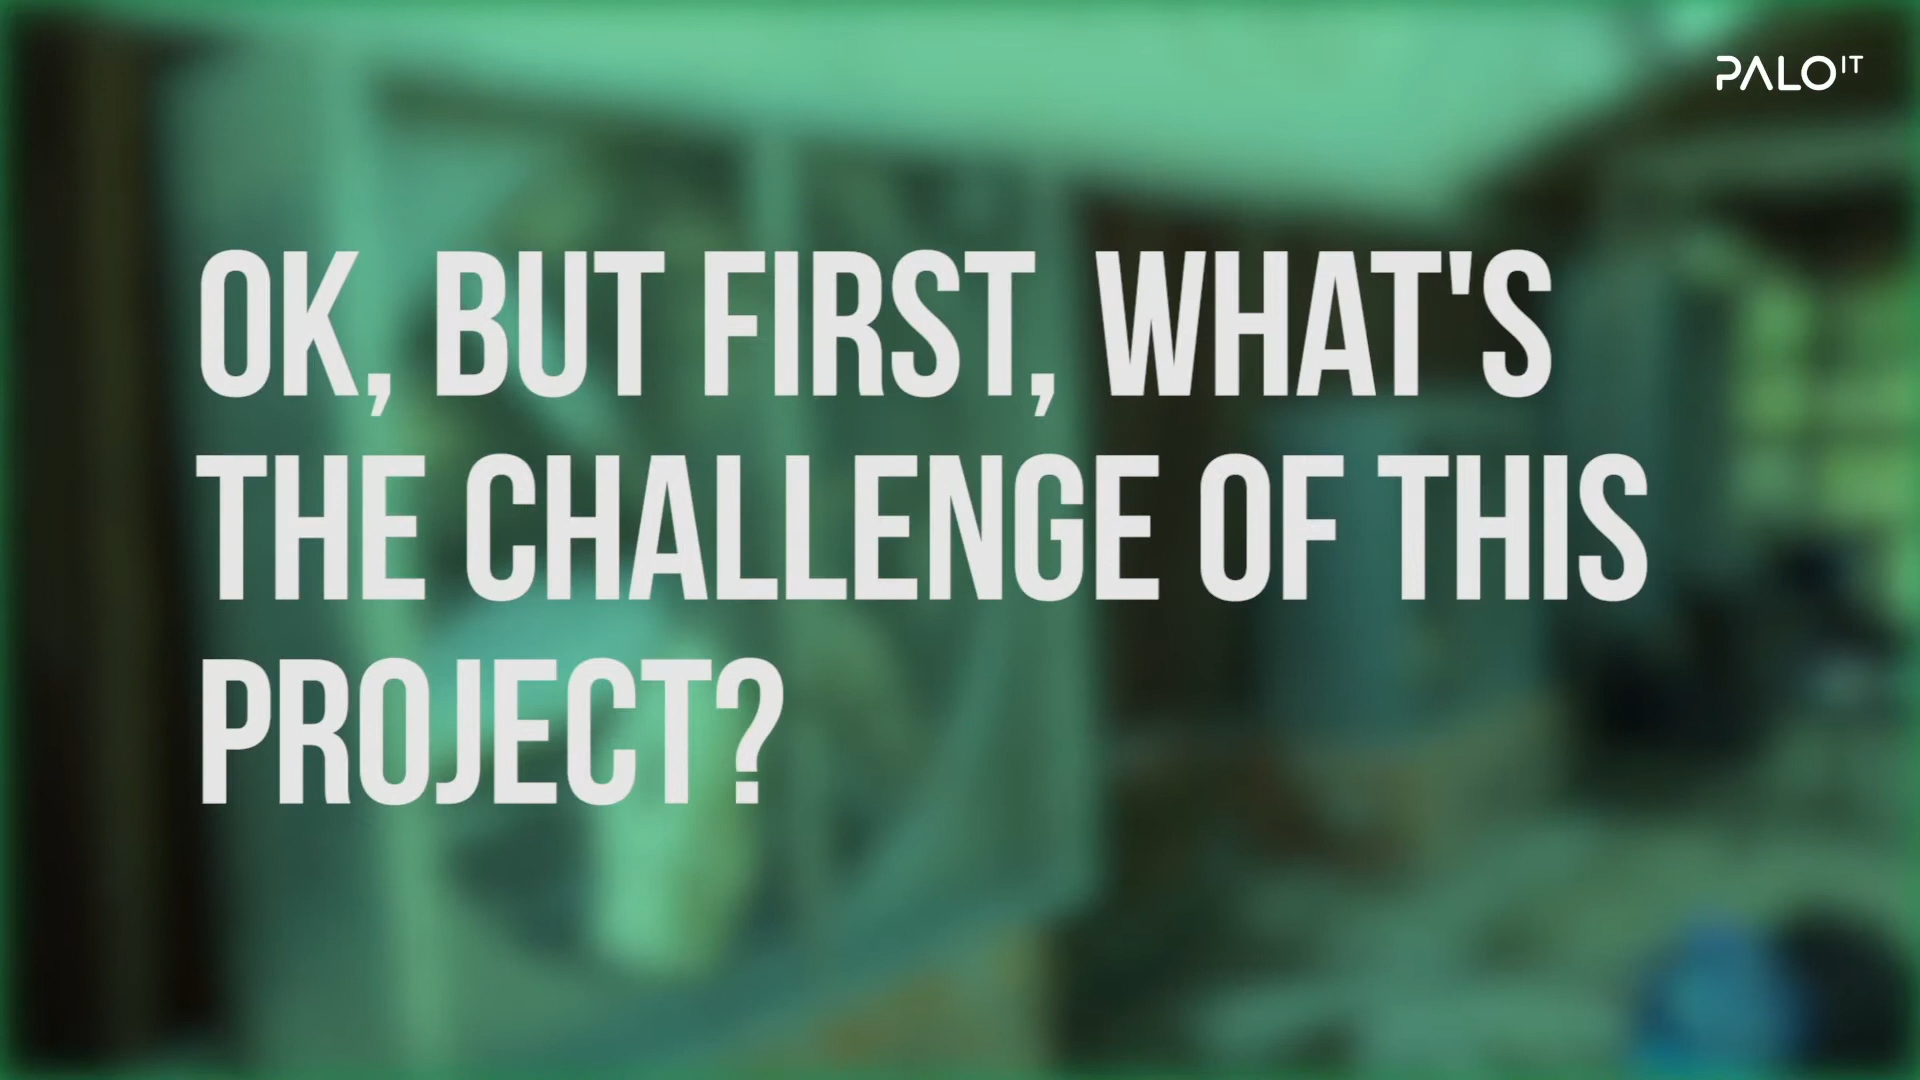 PALO IT
OK, BUT FIRST, WHAT'S
THE CHALLENGE OF THIS
PROJECT?